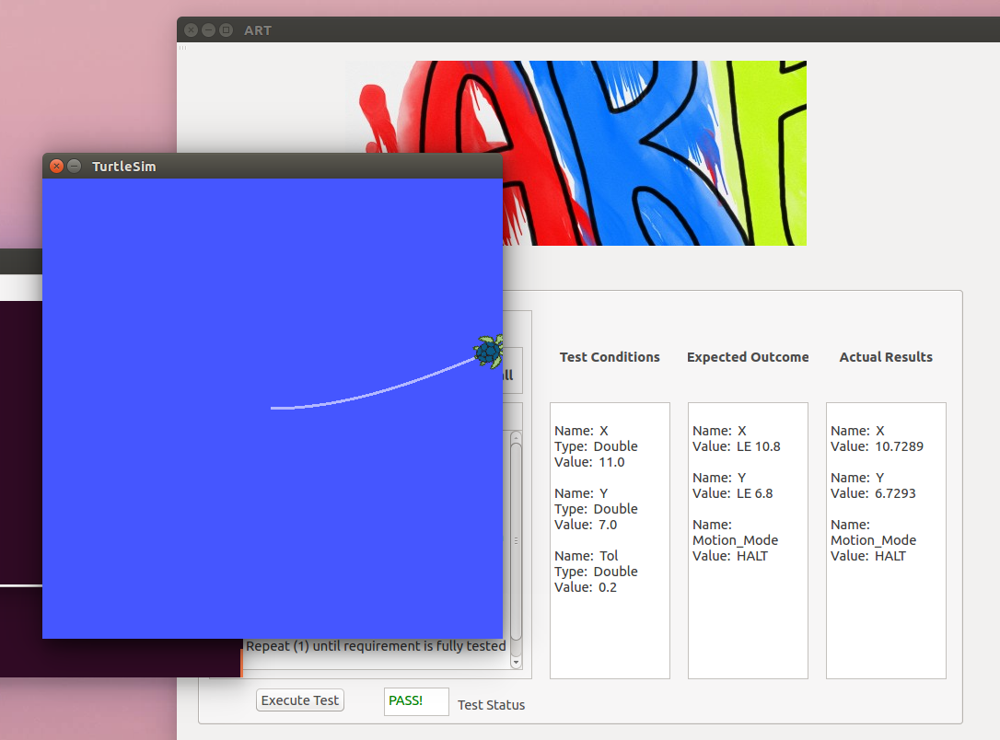 ART
ART
TurtleSim
Test Conditions
Expected Outcome
Actual Results
Name: X
Type: Double
Value: 11.0
Name: Y
Type: Double
Value: 7.0
Name: Tol
Type: Double
Value: 0.2
Name: X
Value: LE 10.8
Name: Y
Value: LE 6.8
Name:
Motion_Mode
Value: HALT
Name: X
Value: 10.7289
Name: Y
Value: 6.7293
Name:
Motion_Mode
Value: HALT
Repeat (1) until requirement is fully tested
Execute Test
PASS!
Test Status